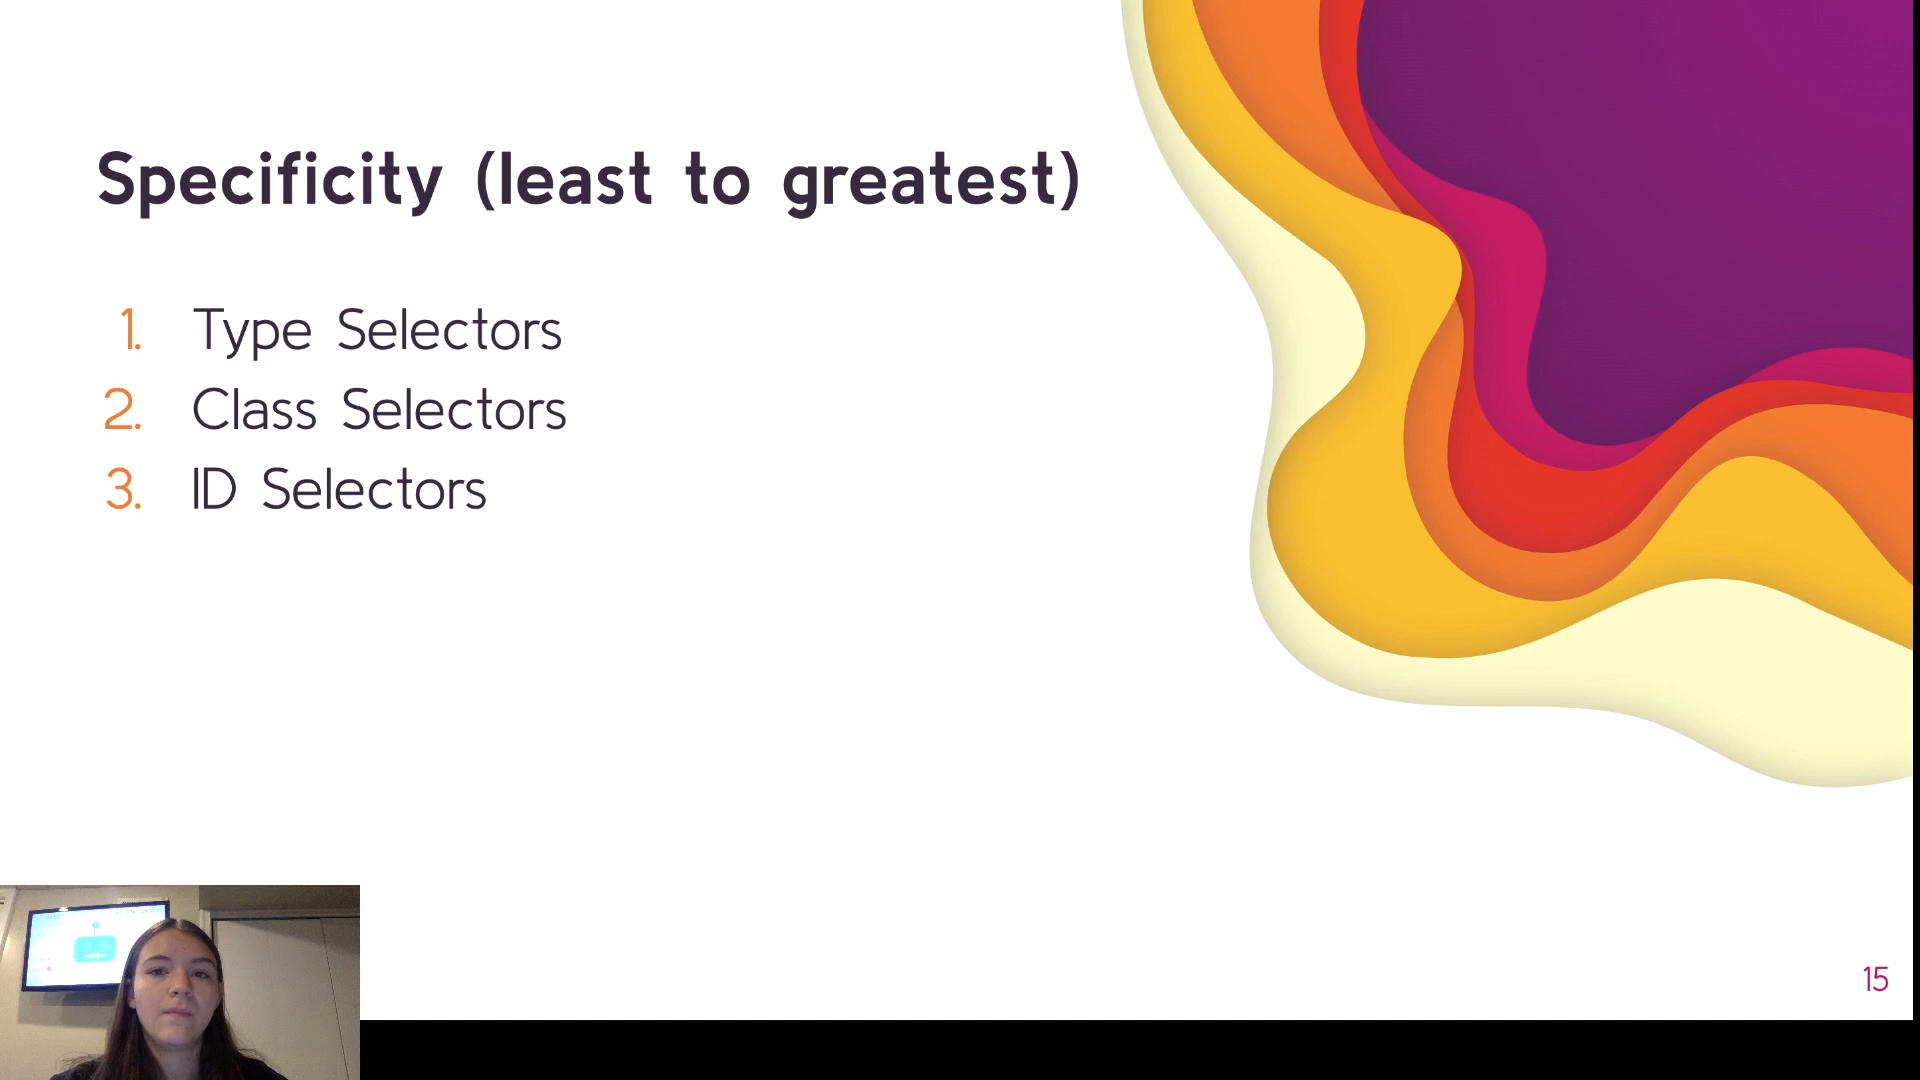 Specificity (least to greatest)
1. Type Selectors
2. Class Selectors
3. ID Selectors
15